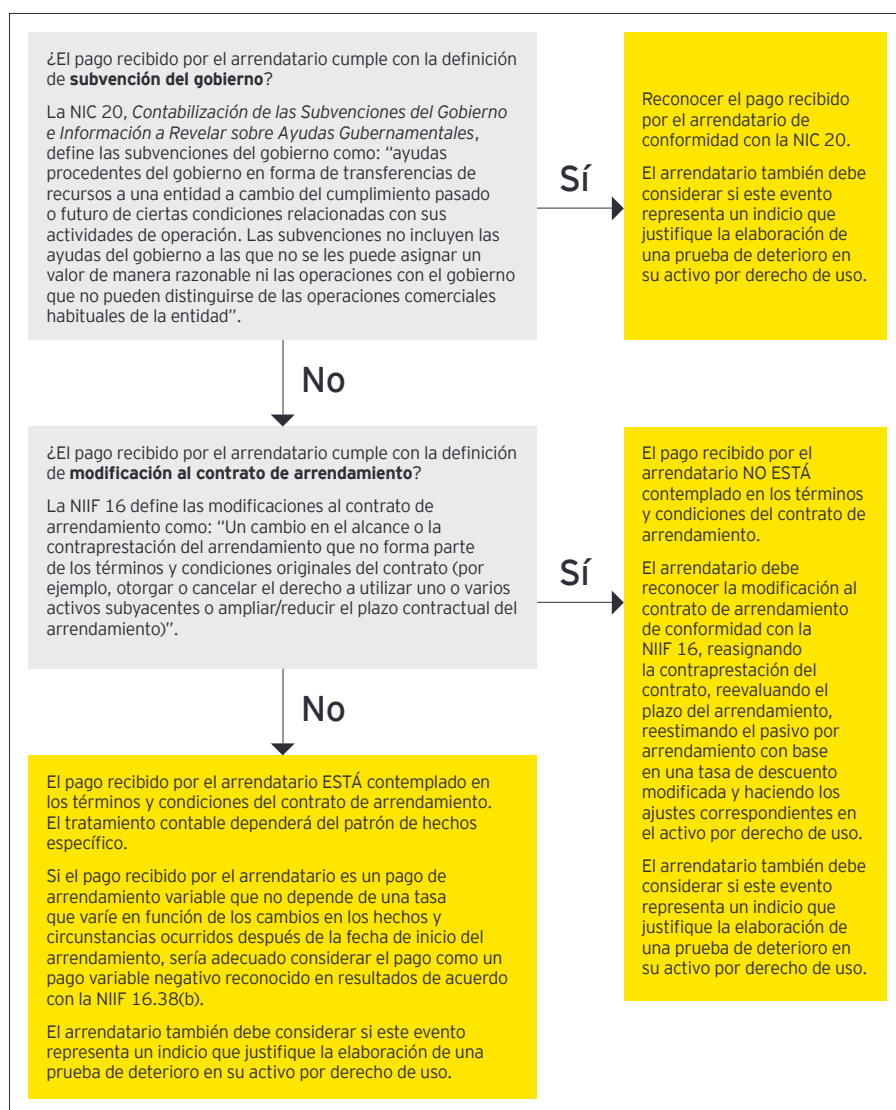 ¿El pago recibido por el arrendatario cumple con la definición
de subvención del gobierno?
La NIC 20, Contabilización de las Subvenciones del Gobierno
e Información a Revelar sobre Ayudas Gubernamentales,
define las subvenciones del gobierno como: “ayudas
procedentes del gobierno en forma de transferencias de
recursos a una entidad a cambio del cumplimiento pasado
o futuro de ciertas condiciones relacionadas con sus
actividades de operación. Las subvenciones no incluyen las
ayudas del gobierno a las que no se les puede asignar un
valor de manera razonable ni las operaciones con el gobierno
que no pueden distinguirse de las operaciones comerciales
habituales de la entidad”.
Sí
Reconocer el pago recibido
por el arrendatario de
conformidad con la NIC 20.
El arrendatario también debe
considerar si este evento
representa un indicio que
justifique la elaboración de
una prueba de deterioro en
su activo por derecho de uso.
No
¿El pago recibido por el arrendatario cumple con la definición
de modificación al contrato de arrendamiento?
La NIIF 16 define las modificaciones al contrato de
arrendamiento como: “Un cambio en el alcance o la
contraprestación del arrendamiento que no forma parte
de los términos y condiciones originales del contrato (por
ejemplo, otorgar o cancelar el derecho a utilizar uno o varios
activos subyacentes o ampliar/reducir el plazo contractual del
arrendamiento)”.
Sí
El pago recibido por el
arrendatario NO ESTÁ
contemplado en los términos
y condiciones del contrato de
arrendamiento.
El arrendatario debe
reconocer la modificación al
contrato de arrendamiento
de conformidad con la
NIIF 16, reasignando
la contraprestación del
contrato, reevaluando el
plazo del arrendamiento,
reestimando el pasivo por
arrendamiento con base
en una tasa de descuento
modificada y haciendo los
ajustes correspondientes en
el activo por derecho de uso.
El arrendatario también debe
considerar si este evento
representa un indicio que
justifique la elaboración de
una prueba de deterioro en
su activo por derecho de uso.
No
El pago recibido por el arrendatario ESTÁ contemplado en
los términos y condiciones del contrato de arrendamiento.
El tratamiento contable dependerá del patrón de hechos
específico.
Si el pago recibido por el arrendatario es un pago de
arrendamiento variable que no depende de una tasa
que varíe en función de los cambios en los hechos y
circunstancias ocurridos después de la fecha de inicio del
arrendamiento, sería adecuado considerar el pago como un
pago variable negativo reconocido en resultados de acuerdo
con la NIIF 16.38(b).
El arrendatario también debe considerar si este evento
representa un indicio que justifique la elaboración de una
prueba de deterioro en su activo por derecho de uso.